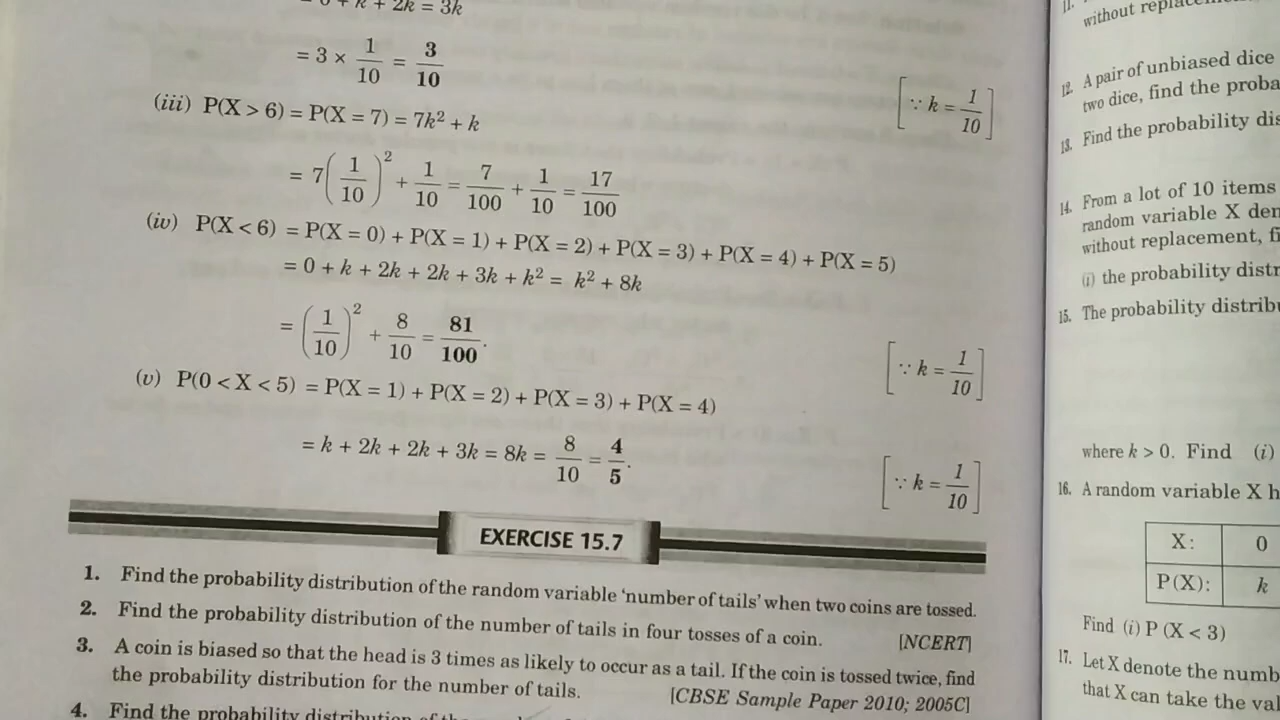 = 0 + k + 2k = 3k
= 3 × 1/10 = 3/10
[∵ k = 1/10]
(iii) P(X > 6) = P(X = 7) = 7k² + k
= 7(1/10)² + 1/10 = 7/100 + 1/10 = 17/100
(iv) P(X < 6) = P(X = 0) + P(X = 1) + P(X = 2) + P(X = 3) + P(X = 4) + P(X = 5)
= 0 + k + 2k + 2k + 3k + k² = k² + 8k
= (1/10)² + 8/10 = 81/100.
[∵ k = 1/10]
(v) P(0 < X < 5) = P(X = 1) + P(X = 2) + P(X = 3) + P(X = 4)
= k + 2k + 2k + 3k = 8k = 8/10 = 4/5.
[∵ k = 1/10]
EXERCISE 15.7
1. Find the probability distribution of the random variable ‘number of tails’ when two coins are tossed.
2. Find the probability distribution of the number of tails in four tosses of a coin. [NCERT]
3. A coin is biased so that the head is 3 times as likely to occur as a tail. If the coin is tossed twice, find
the probability distribution for the number of tails. [CBSE Sample Paper 2010; 2005C]
4. Find the probability distribution of the
11.
without
12. A pair of unbiased dice
two dice, find the
13. Find the probability
14. From a lot of 10 items
random variable X
without replacement,
(i) the probability
15. The probability
where k > 0. Find (i)
16. A random variable X
X: 0
P(X): k
Find (i) P (X < 3)
17. Let X denote the
that X can take the